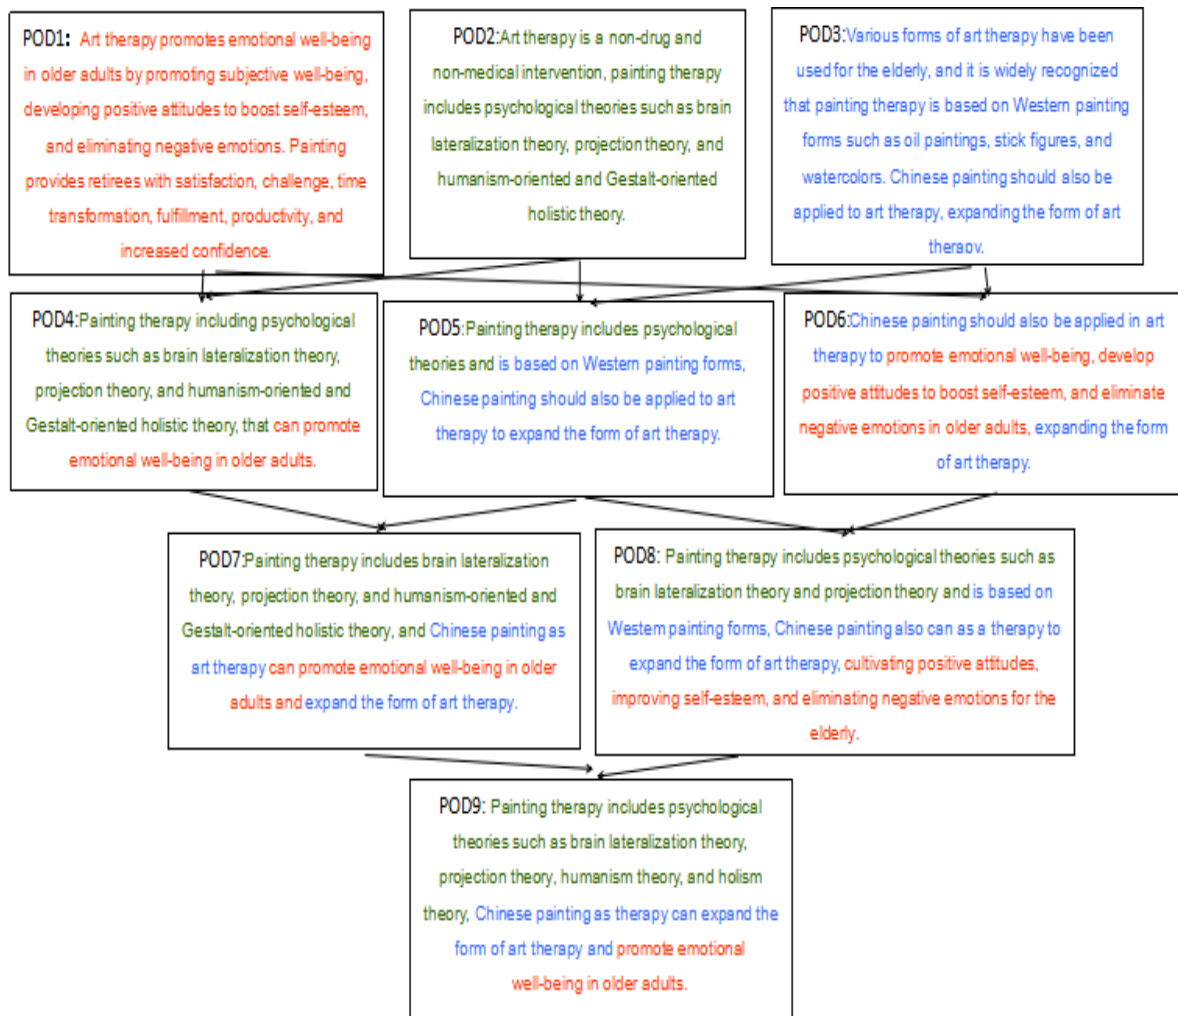 POD1: Art therapy promotes emotional well-being
in older adults by promoting subjective well-being,
developing positive attitudes to boost self-esteem,
and eliminating negative emotions. Painting
provides retirees with satisfaction, challenge, time
transformation, fulfillment, productivity, and
increased confidence.
POD2:Art therapy is a non-drug and
non-medical intervention, painting therapy
includes psychological theories such as brain
lateralization theory, projection theory, and
humanism-oriented and Gestalt-oriented
holistic theory.
POD3:Various forms of art therapy have been
used for the elderly, and it is widely recognized
that painting therapy is based on Western painting
forms such as oil paintings, stick figures, and
watercolors. Chinese painting should also be
applied to art therapy, expanding the form of art
therapy.
POD4:Painting therapy including psychological
theories such as brain lateralization theory,
projection theory, and humanism-oriented and
Gestalt-oriented holistic theory, that can promote
emotional well-being in older adults.
POD5:Painting therapy includes psychological
theories and is based on Western painting forms,
Chinese painting should also be applied to art
therapy to expand the form of art therapy.
POD6:Chinese painting should also be applied in art
therapy to promote emotional well-being, develop
positive attitudes to boost self-esteem, and eliminate
negative emotions in older adults, expanding the form
of art therapy.
POD7:Painting therapy includes brain lateralization
theory, projection theory, and humanism-oriented and
Gestalt-oriented holistic theory, and Chinese painting as
art therapy can promote emotional well-being in older
adults and expand the form of art therapy.
POD8: Painting therapy includes psychological theories such as
brain lateralization theory and projection theory and is based on
Western painting forms, Chinese painting also can as a therapy to
expand the form of art therapy, cultivating positive attitudes,
improving self-esteem, and eliminating negative emotions for the
elderly.
POD9: Painting therapy includes psychological
theories such as brain lateralization theory,
projection theory, humanism theory, and holism
theory, Chinese painting as therapy can expand the
form of art therapy and promote emotional
well-being in older adults.